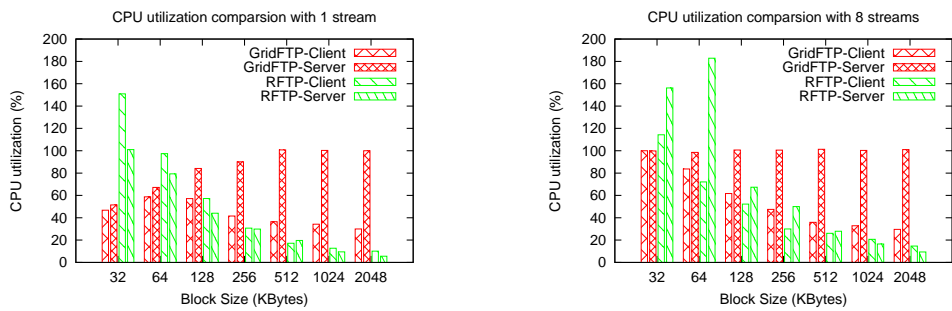 CPU utilization comparsion with 1 stream
200
180
160
140
120
100
80
60
40
20
0
CPU utilization (%)
GridFTP-Client
GridFTP-Server
RFTP-Client
RFTP-Server
32 64 128 256 512 1024 2048
Block Size (KBytes)
CPU utilization comparsion with 8 streams
200
180
160
140
120
100
80
60
40
20
0
CPU utilization (%)
GridFTP-Client
GridFTP-Server
RFTP-Client
RFTP-Server
32 64 128 256 512 1024 2048
Block Size (KBytes)